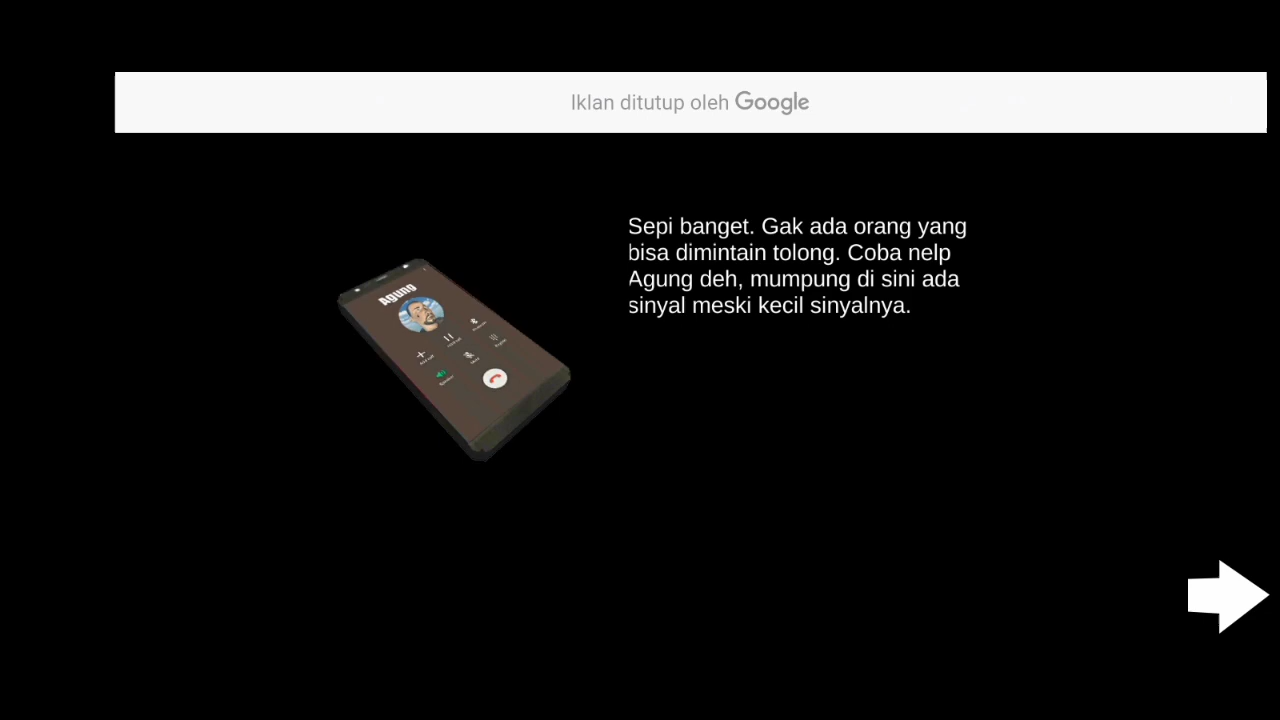 Iklan ditutup oleh Google
Sepi banget. Gak ada orang yang
bisa dimintain tolong. Coba nelp
Agung deh, mumpung di sini ada
sinyal meski kecil sinyalnya.
Agung